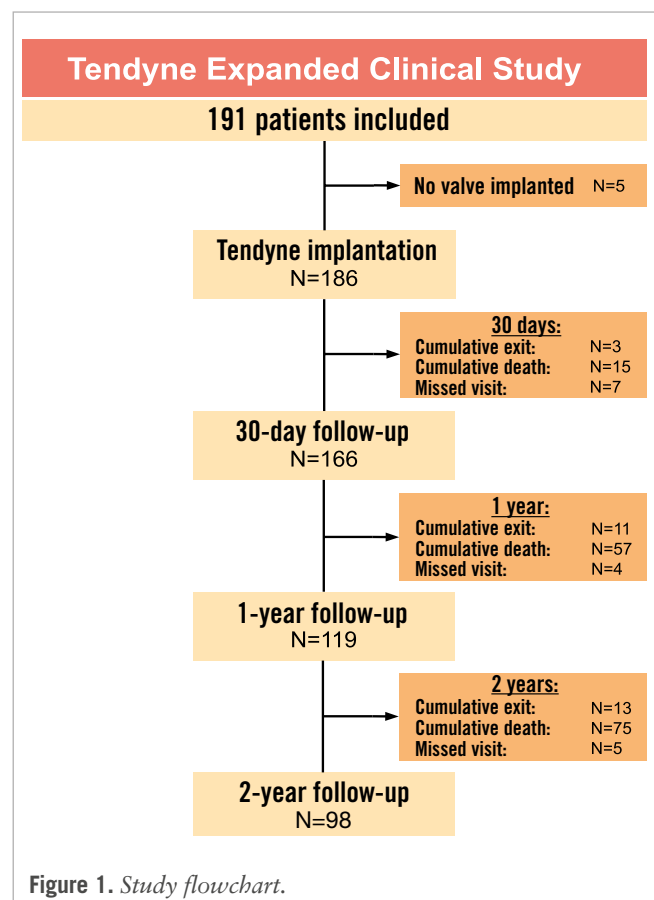 Tendyne Expanded Clinical Study
191 patients included
No valve implanted N=5
Tendyne implantation
N=186
30 days:
Cumulative exit: N=3
Cumulative death: N=15
Missed visit: N=7
30-day follow-up
N=166
1 year:
Cumulative exit: N=11
Cumulative death: N=57
Missed visit: N=4
1-year follow-up
N=119
2 years:
Cumulative exit: N=13
Cumulative death: N=75
Missed visit: N=5
2-year follow-up
N=98
Figure 1. Study flowchart.